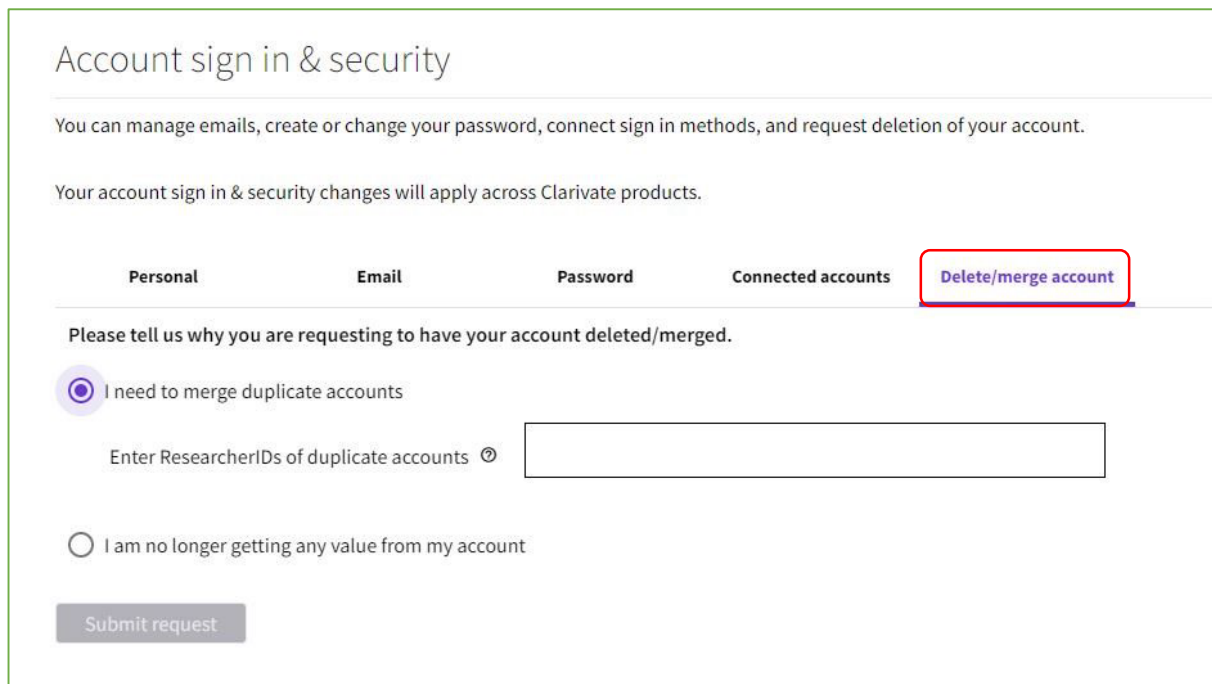 Account sign in & security
You can manage emails, create or change your password, connect sign in methods, and request deletion of your account.
Your account sign in & security changes will apply across Clarivate products.
Personal Email Password Connected accounts Delete/merge account
Please tell us why you are requesting to have your account deleted/merged.
I need to merge duplicate accounts
Enter ResearcherIDs of duplicate accounts ?
I am no longer getting any value from my account
Submit request